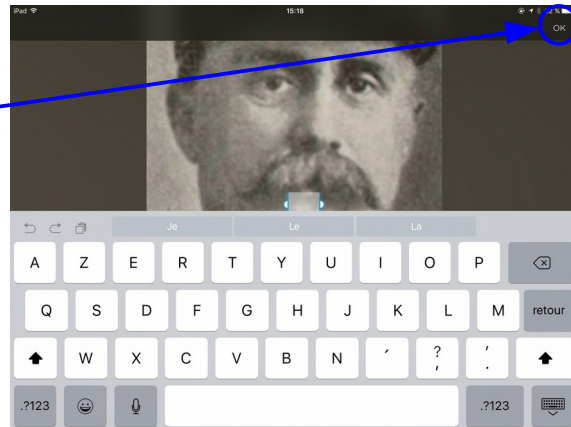 iPad 15:18
OK
Je Le La
A Z E R T Y U I O P
Q S D F G H J K L M retour
W X C V B N ´ ? , ' .
.?123 .?123